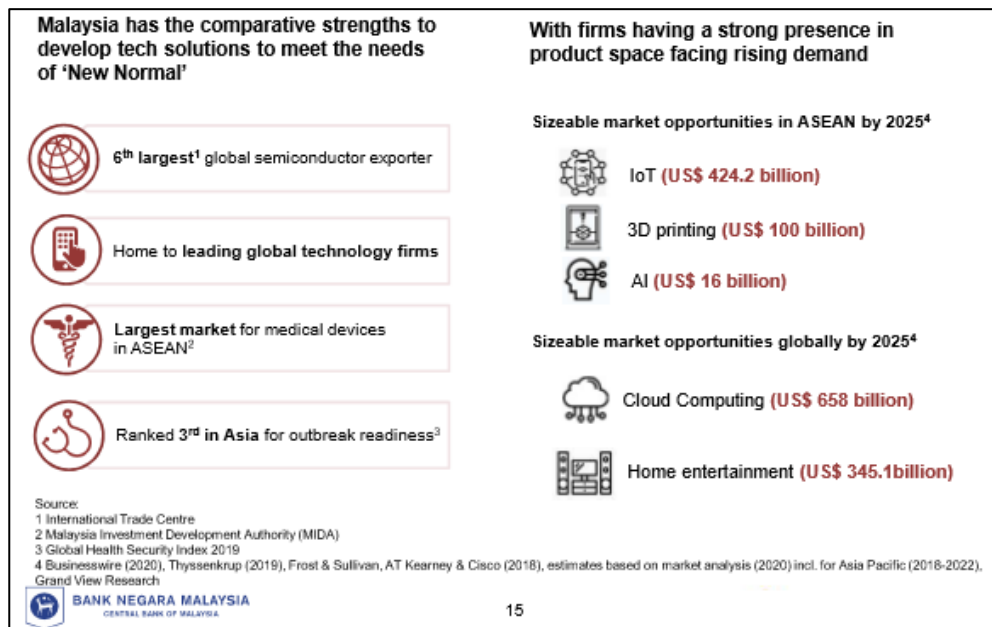 Malaysia has the comparative strengths to
develop tech solutions to meet the needs
of ‘New Normal’
6th largest1 global semiconductor exporter
Home to leading global technology firms
Largest market for medical devices
in ASEAN2
Ranked 3rd in Asia for outbreak readiness3
With firms having a strong presence in
product space facing rising demand
Sizeable market opportunities in ASEAN by 20254
IoT (US$ 424.2 billion)
3D printing (US$ 100 billion)
AI (US$ 16 billion)
Sizeable market opportunities globally by 20254
Cloud Computing (US$ 658 billion)
Home entertainment (US$ 345.1billion)
Source:
1 International Trade Centre
2 Malaysia Investment Development Authority (MIDA)
3 Global Health Security Index 2019
4 Businesswire (2020), Thyssenkrup (2019), Frost & Sullivan, AT Kearney & Cisco (2018), estimates based on market analysis (2020) incl. for Asia Pacific (2018-2022),
Grand View Research
BANK NEGARA MALAYSIA
CENTRAL BANK OF MALAYSIA
15